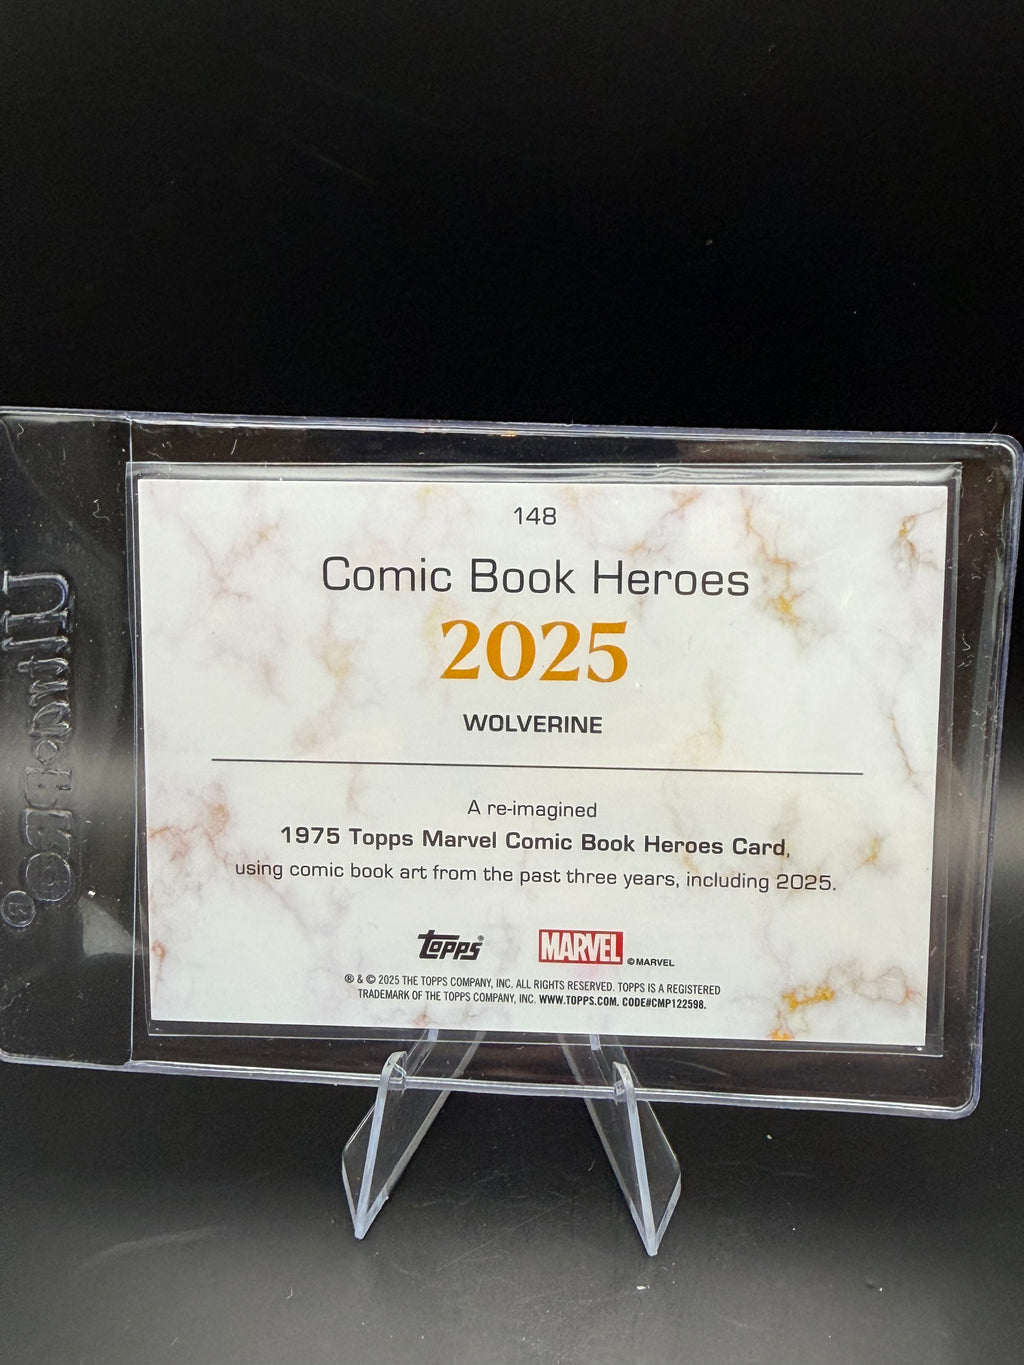 148
Comic Book Heroes
2025
WOLVERINE
A re-imagined
1975 Topps Marvel Comic Book Heroes Card,
using comic book art from the past three years, including 2025.
Topps® MARVEL © MARVEL
® & © 2025 THE TOPPS COMPANY, INC. ALL RIGHTS RESERVED. TOPPS IS A REGISTERED
TRADEMARK OF THE TOPPS COMPANY, INC. WWW.TOPPS.COM. CODE#CMP122598.
Ultra•PRO®